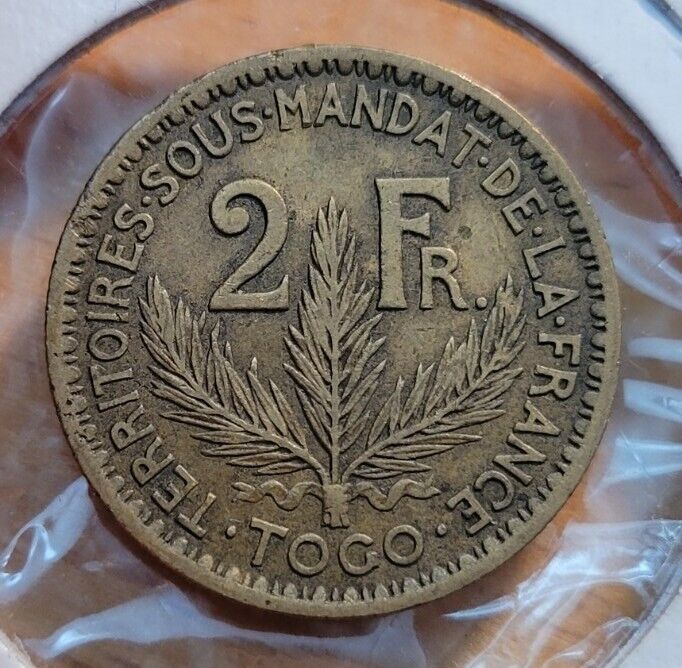 TERRITOIRES·SOUS·MANDAT·DE·LA·FRANCE
2 FR.
·TOGO·